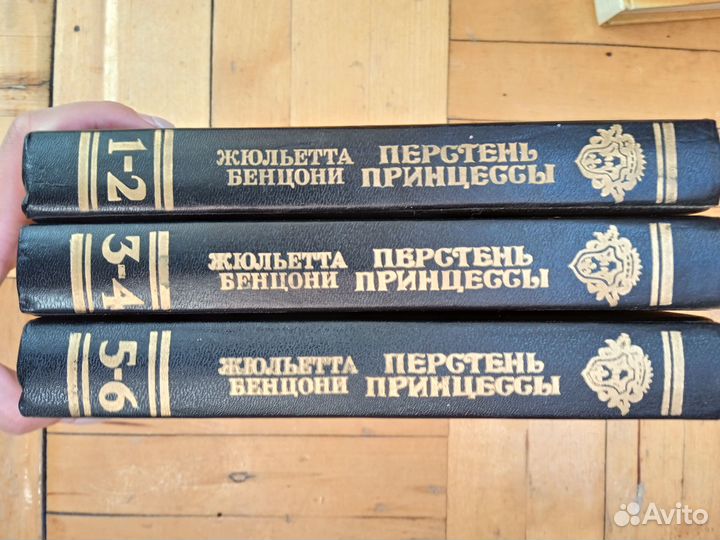 1-2
ЖЮЛЬЕТТА
БЕНЦОНИ
ПЕРСТЕНЬ
ПРИНЦЕССЫ
3-4
ЖЮЛЬЕТТА
БЕНЦОНИ
ПЕРСТЕНЬ
ПРИНЦЕССЫ
5-6
ЖЮЛЬЕТТА
БЕНЦОНИ
ПЕРСТЕНЬ
ПРИНЦЕССЫ
Avito